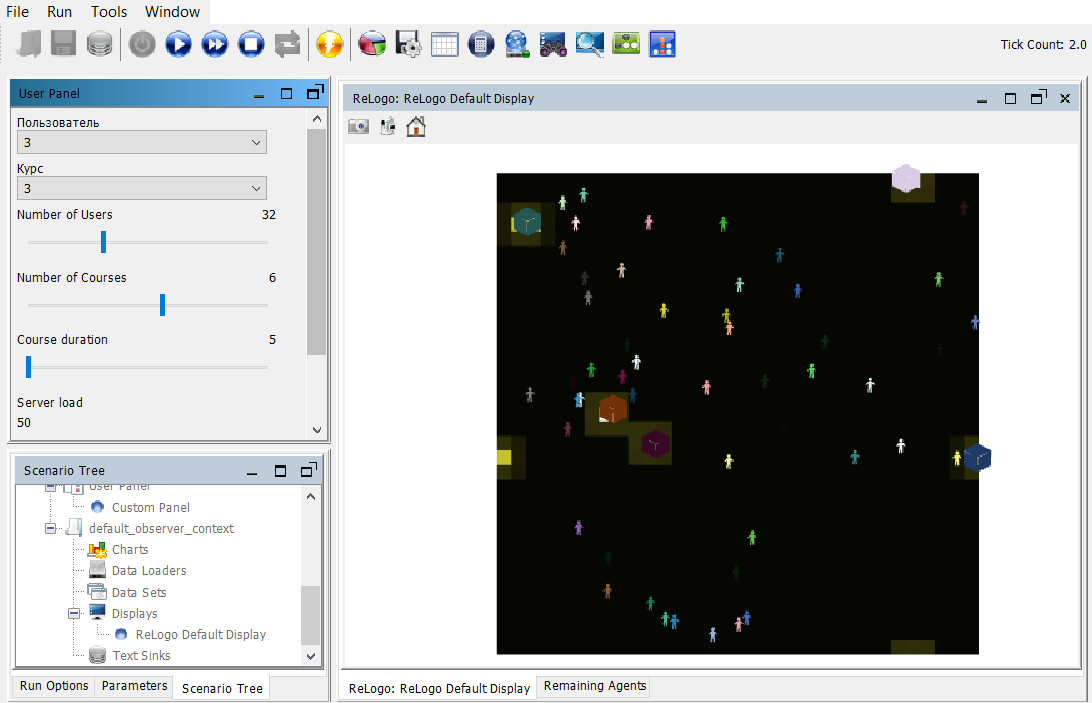 File Run Tools Window
Tick Count: 2.0
User Panel
Пользователь
3
Курс
3
Number of Users 32
Number of Courses 6
Course duration 5
Server load
50
Scenario Tree
User Panel
Custom Panel
default_observer_context
Charts
Data Loaders
Data Sets
Displays
ReLogo Default Display
Text Sinks
Run Options Parameters Scenario Tree
ReLogo: ReLogo Default Display
ReLogo: ReLogo Default Display Remaining Agents